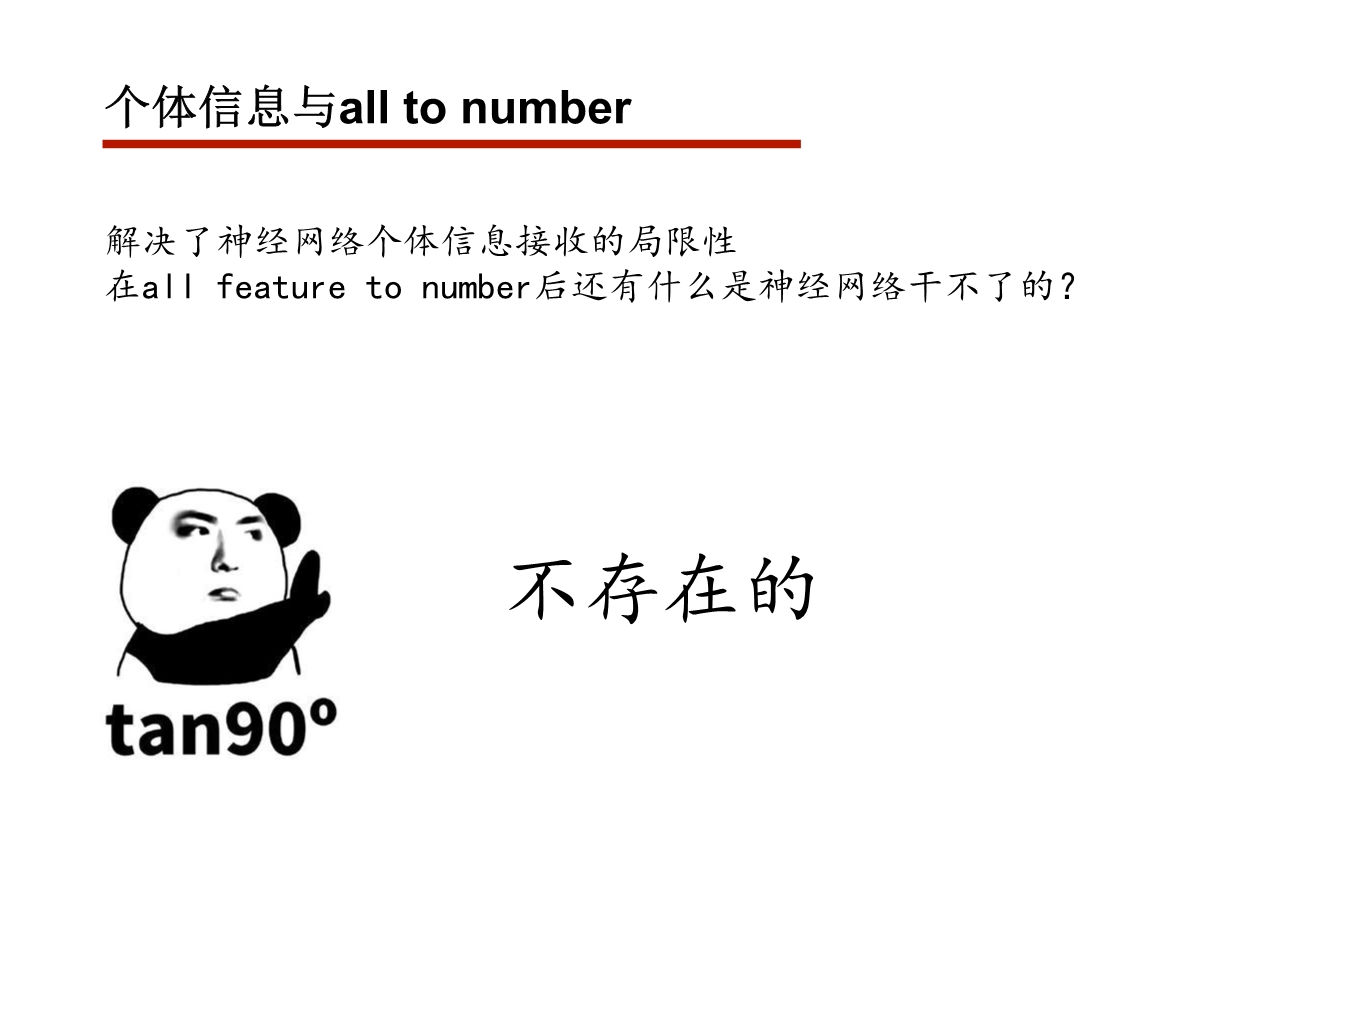 个体信息与all to number
解决了神经网络个体信息接收的局限性
在all feature to number后还有什么是神经网络干不了的？
不存在的
tan90°